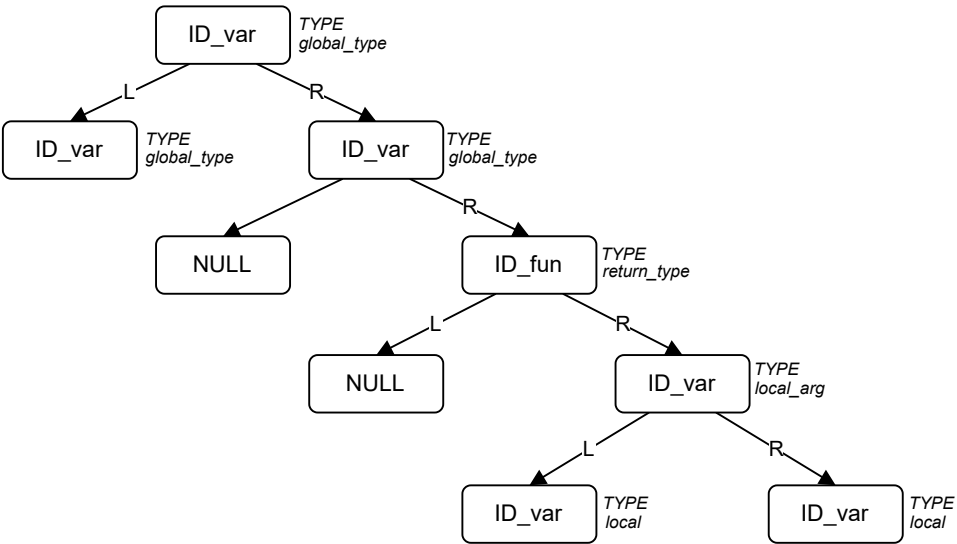 ID_var
TYPE
global_type
L
R
ID_var
TYPE
global_type
ID_var
TYPE
global_type
R
NULL
ID_fun
TYPE
return_type
L
R
NULL
ID_var
TYPE
local_arg
L
R
ID_var
TYPE
local
ID_var
TYPE
local